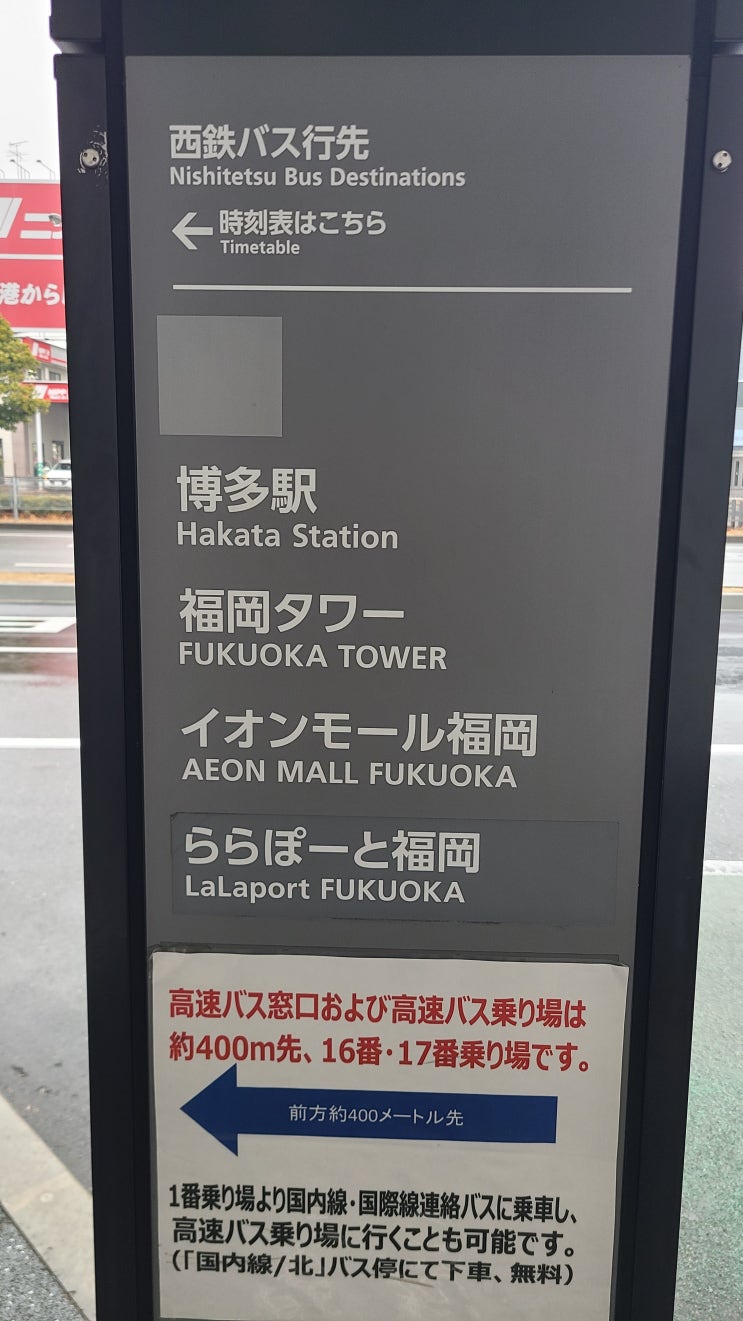 西鉄バス行先
Nishitetsu Bus Destinations
←時刻表はこちら
Timetable
港から
博多駅
Hakata Station
福岡タワー
FUKUOKA TOWER
イオンモール福岡
AEON MALL FUKUOKA
ららぽーと福岡
LaLaport FUKUOKA
高速バス窓口および高速バス乗り場は
約400m先、16番・17番乗り場です。
前方約400メートル先
1番乗り場より国内線・国際線連絡バスに乗車し、
高速バス乗り場に行くことも可能です。
(「国内線/北」バス停にて下車、無料)